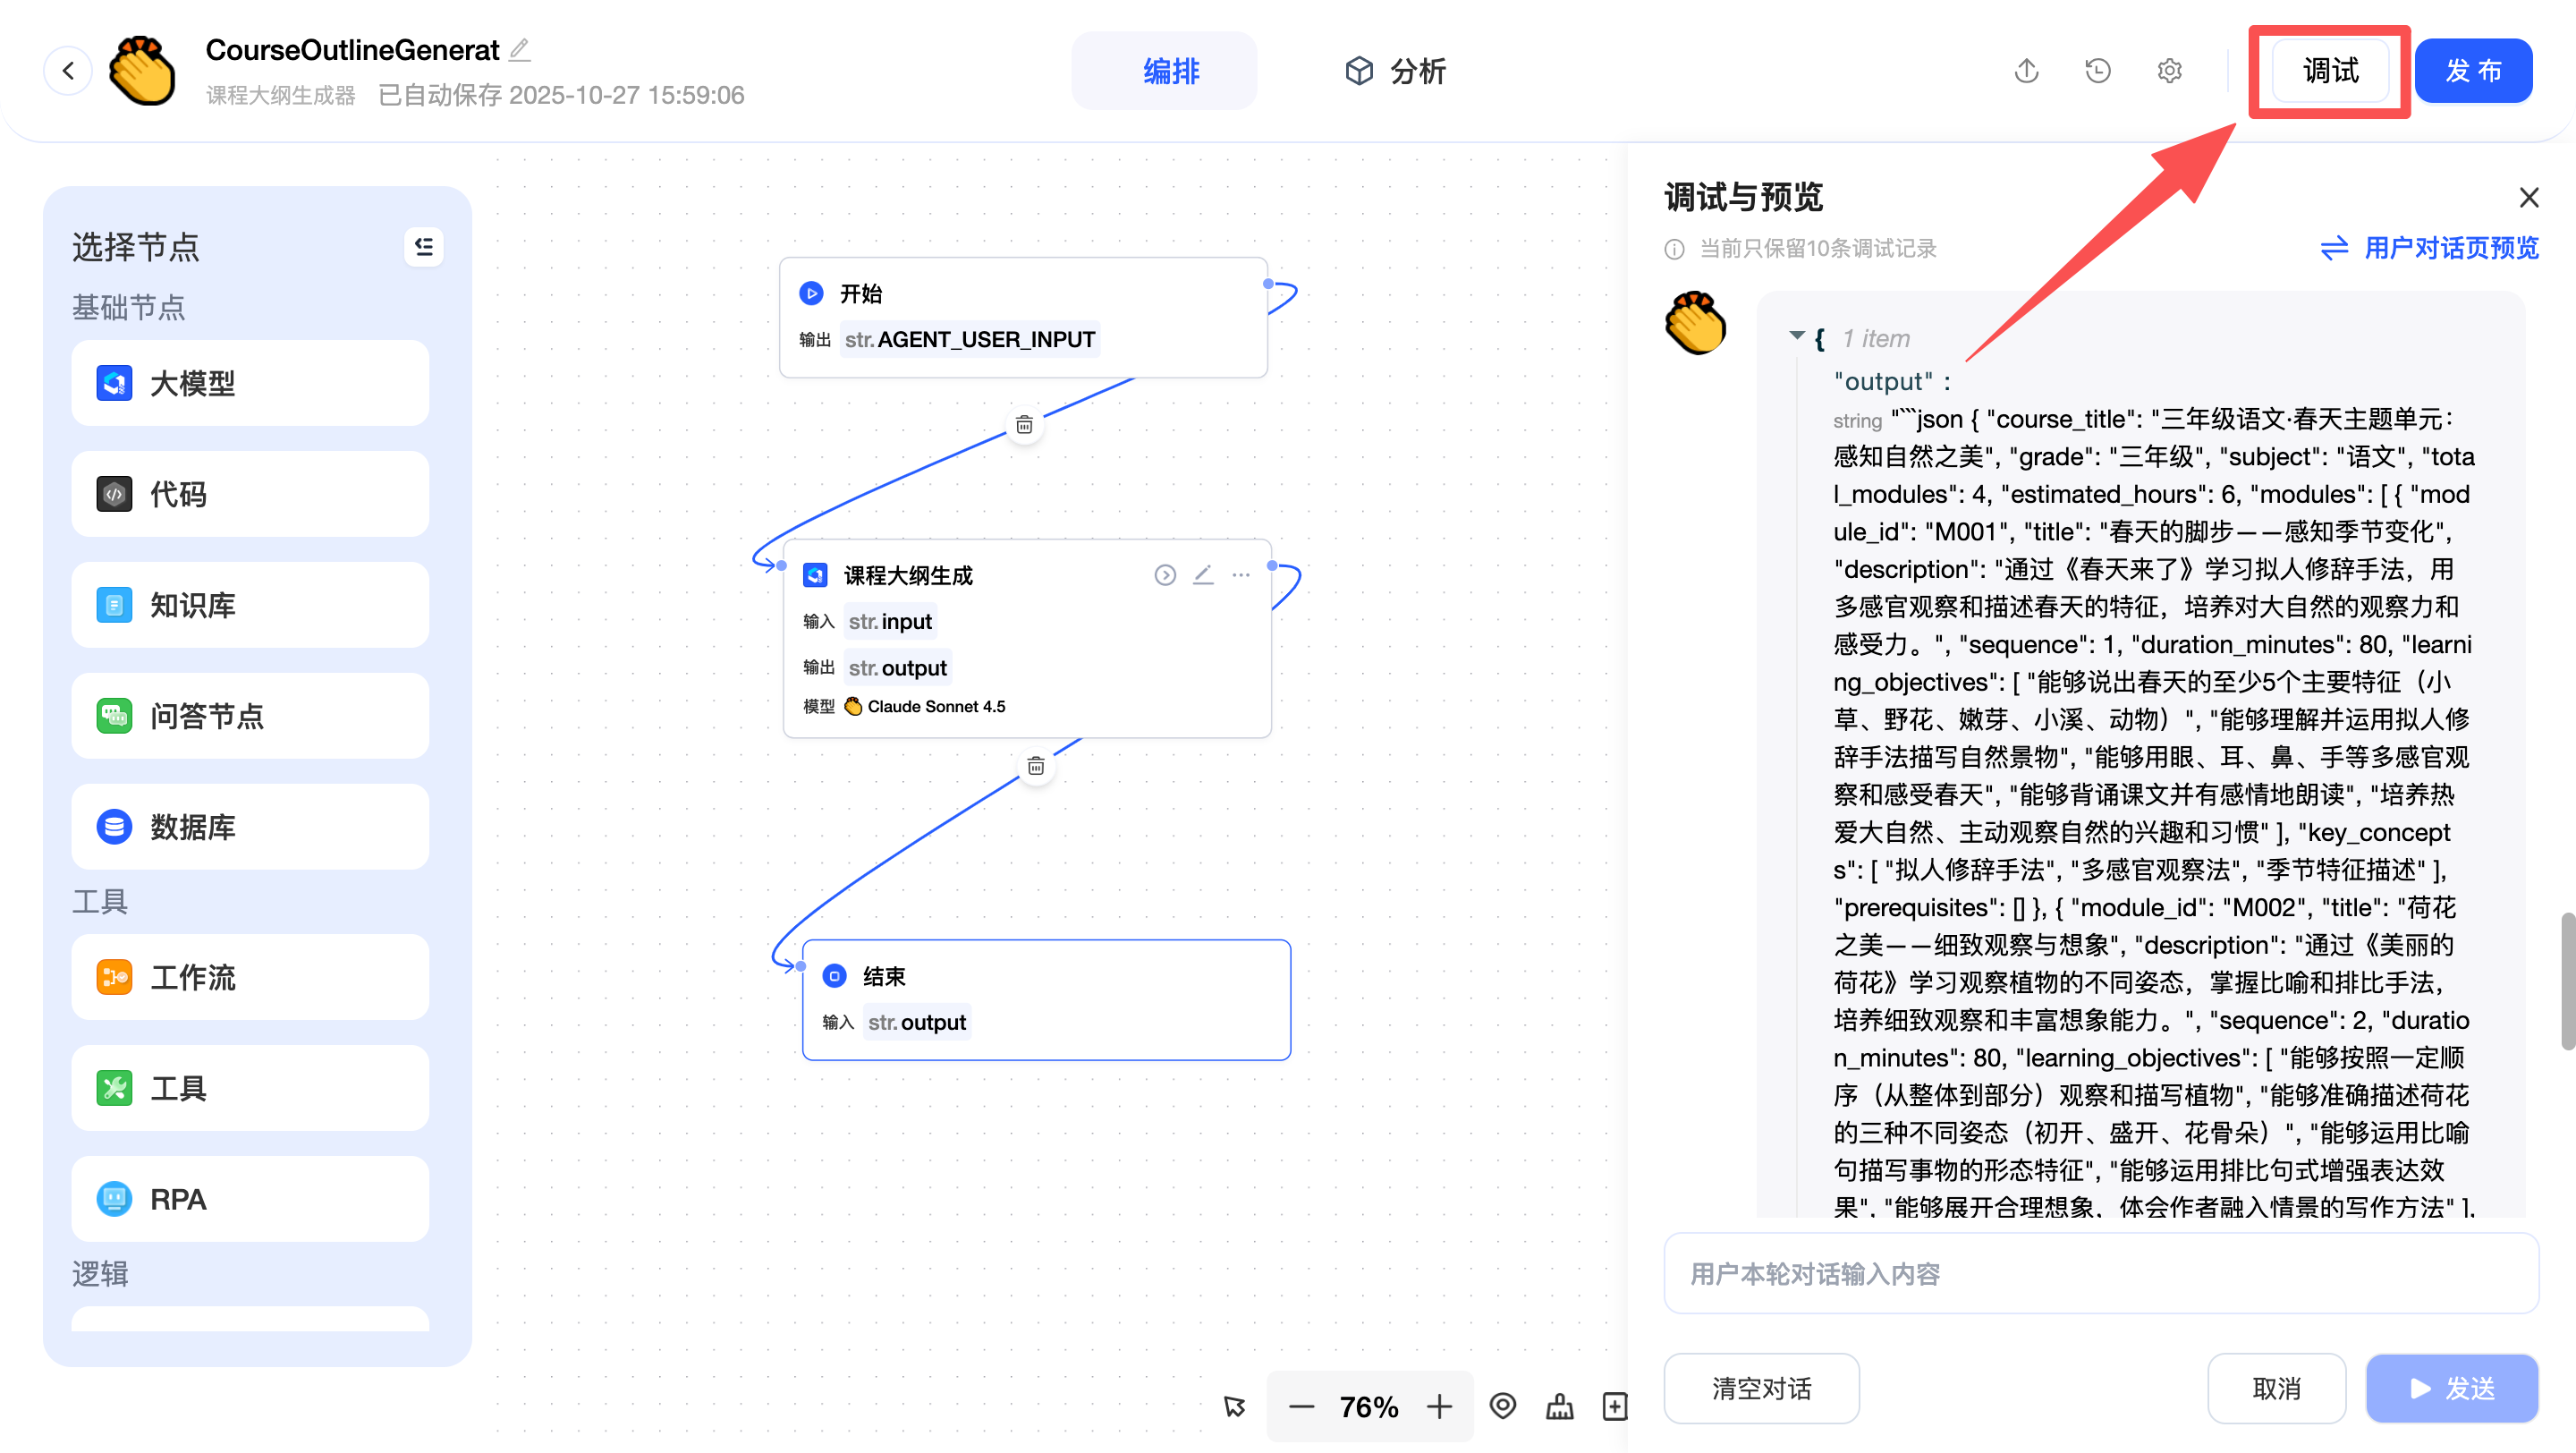 CourseOutlineGenerat
课程大纲生成器 已自动保存 2025-10-27 15:59:06
编排
分析
调试
发布
选择节点
基础节点
大模型
代码
知识库
问答节点
数据库
工具
工作流
工具
RPA
逻辑
开始
输出 str.AGENT_USER_INPUT
课程大纲生成
输入 str.input
输出 str.output
模型 Claude Sonnet 4.5
结束
输入 str.output
76%
调试与预览
当前只保留10条调试记录
用户对话页预览
{ 1 item
"output" :
string "```json { "course_title": "三年级语文·春天主题单元：
感知自然之美", "grade": "三年级", "subject": "语文", "tota
l_modules": 4, "estimated_hours": 6, "modules": [ { "mod
ule_id": "M001", "title": "春天的脚步——感知季节变化",
"description": "通过《春天来了》学习拟人修辞手法，用
多感官观察和描述春天的特征，培养对大自然的观察力和
感受力。", "sequence": 1, "duration_minutes": 80, "learni
ng_objectives": [ "能够说出春天的至少5个主要特征（小
草、野花、嫩芽、小溪、动物）", "能够理解并运用拟人修
辞手法描写自然景物", "能够用眼、耳、鼻、手等多感官观
察和感受春天", "能够背诵课文并有感情地朗读", "培养热
爱大自然、主动观察自然的兴趣和习惯" ], "key_concept
s": [ "拟人修辞手法", "多感官观察法", "季节特征描述" ],
"prerequisites": [] }, { "module_id": "M002", "title": "荷花
之美——细致观察与想象", "description": "通过《美丽的
荷花》学习观察植物的不同姿态，掌握比喻和排比手法，
培养细致观察和丰富想象能力。", "sequence": 2, "duratio
n_minutes": 80, "learning_objectives": [ "能够按照一定顺
序（从整体到部分）观察和描写植物", "能够准确描述荷花
的三种不同姿态（初开、盛开、花骨朵）", "能够运用比喻
句描写事物的形态特征", "能够运用排比句式增强表达效
果", "能够展开合理想象，体会作者融入情景的写作方法" ],
用户本轮对话输入内容
清空对话
取消
发送